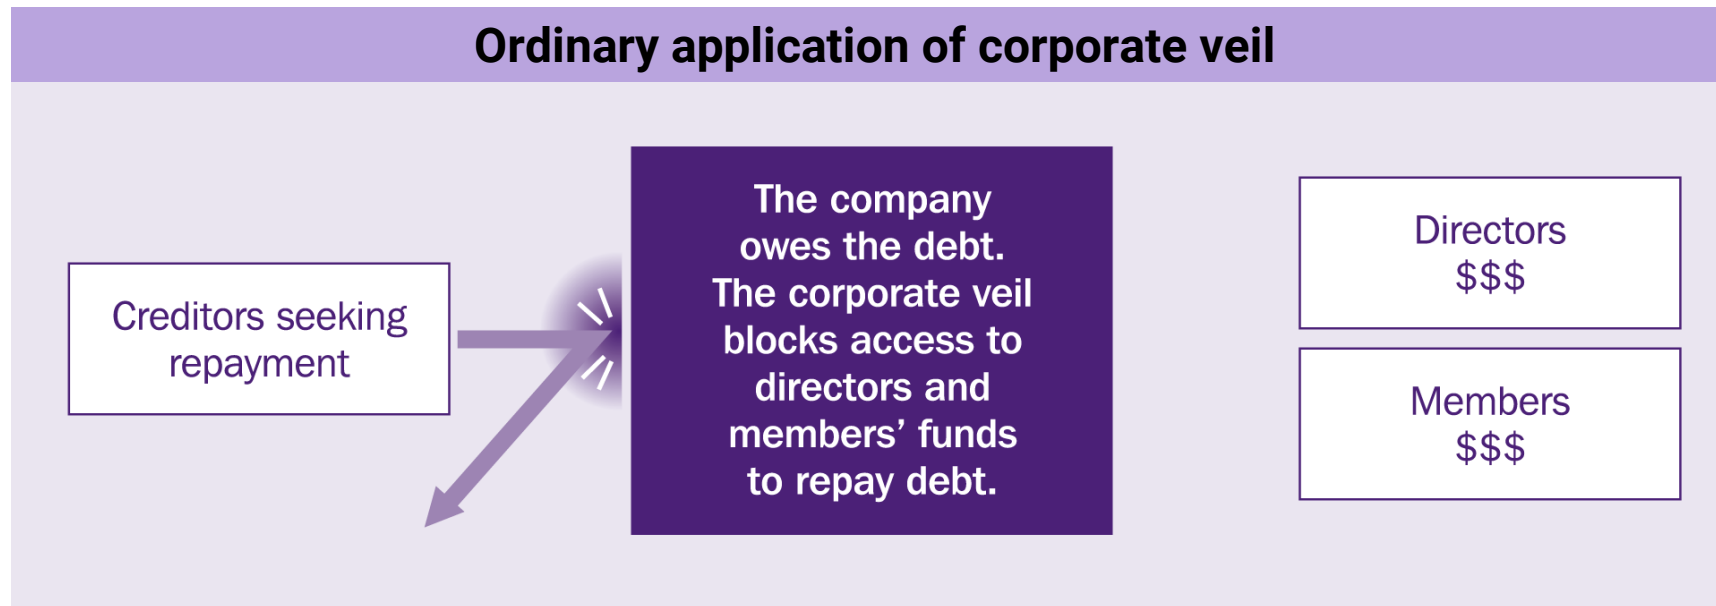 Ordinary application of corporate veil
Creditors seeking
repayment
The company
owes the debt.
The corporate veil
blocks access to
directors and
members’ funds
to repay debt.
Directors
$$$
Members
$$$